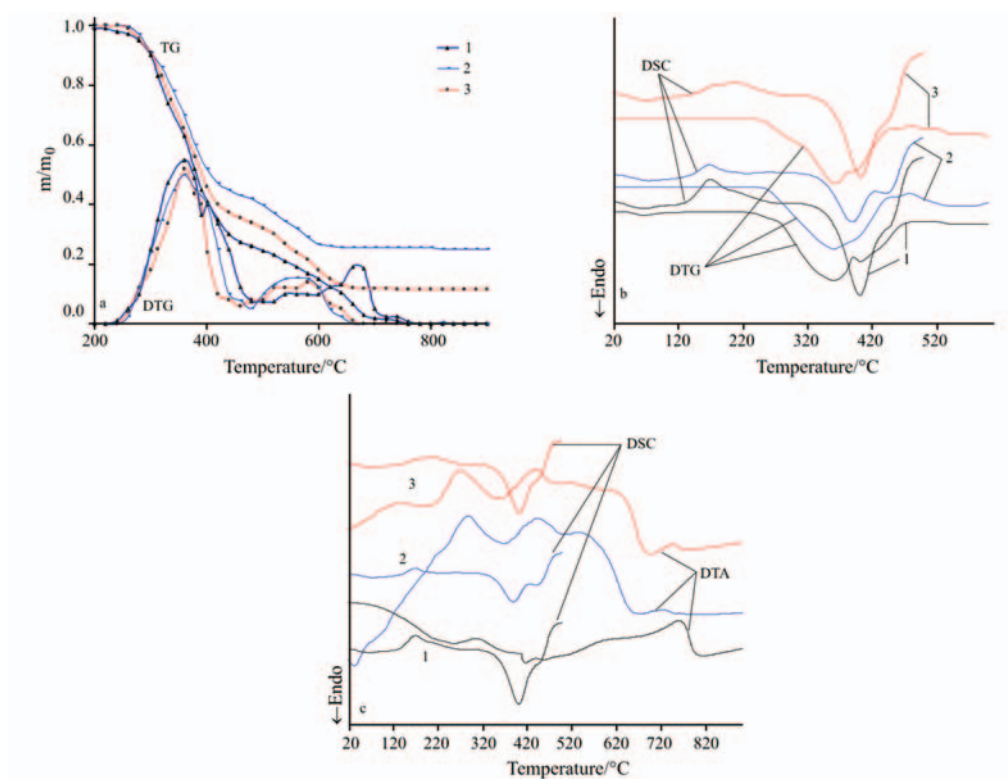 1.0
TG
1
2
3
0.8
0.6
m/m0
0.4
0.2
a
DTG
0.0
200 400 600 800
Temperature/°C
DSC
3
2
DTG
1
←Endo
b
20 120 220 320 420 520
Temperature/°C
DSC
3
2
DTA
1
←Endo
c
20 120 220 320 420 520 620 720 820
Temperature/°C